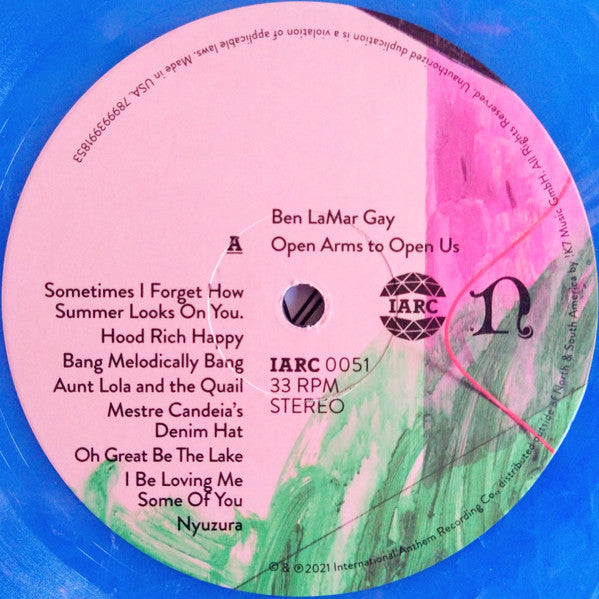 Ben LaMar Gay
A
Open Arms to Open Us
Sometimes I Forget How
Summer Looks On You.
Hood Rich Happy
Bang Melodically Bang
Aunt Lola and the Quail
Mestre Candeia's
Denim Hat
Oh Great Be The Lake
I Be Loving Me
Some Of You
Nyuzura
IARC
IARC 0051
33 RPM
STEREO
n
© & ℗2021 International Anthem Recording Co., distributed outside of North & South America by !K7 Music GmbH. All Rights Reserved. Unauthorized duplication is a violation of applicable laws. Made in USA. 789993991853